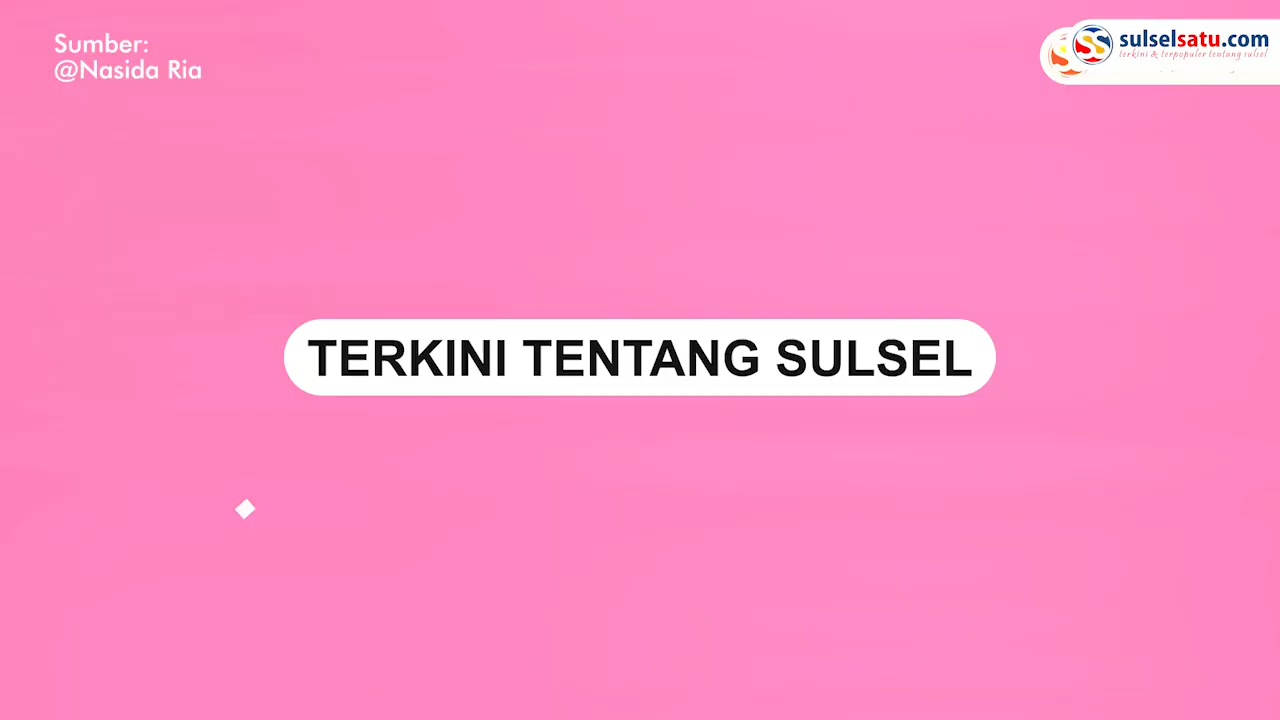 Sumber:
@Nasida Ria
sulselsatu.com
terkini & terpopuler tentang sulsel
TERKINI TENTANG SULSEL